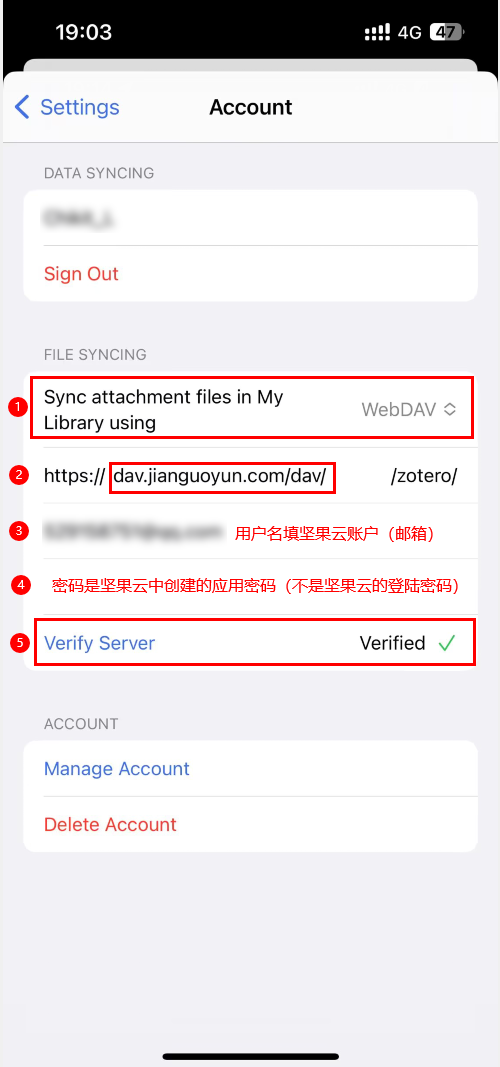 19:03
4G 47
Settings
Account
DATA SYNCING
Sign Out
FILE SYNCING
1
Sync attachment files in My
Library using
WebDAV
2
https:// dav.jianguoyun.com/dav/ /zotero/
3
用户名填坚果云账户（邮箱）
4
密码是坚果云中创建的应用密码（不是坚果云的登陆密码）
5
Verify Server Verified
ACCOUNT
Manage Account
Delete Account